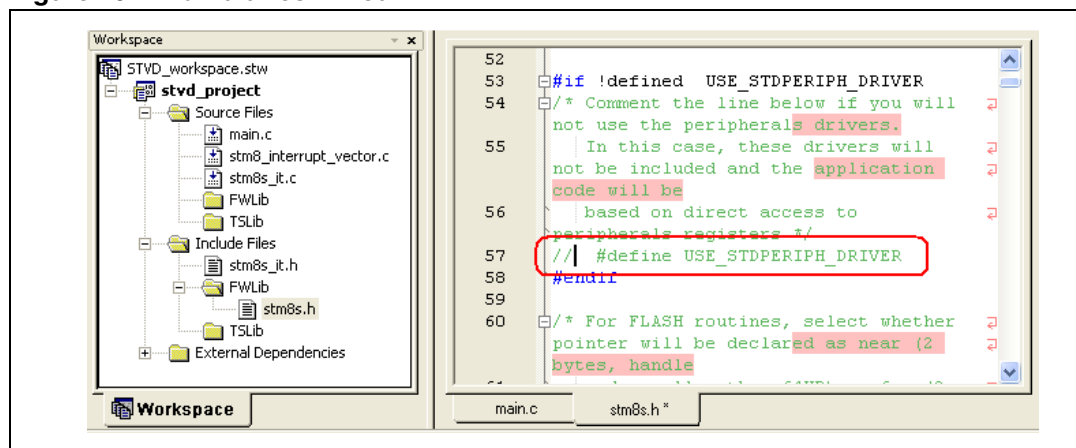 Workspace
STVD_workspace.stw
stvd_project
Source Files
main.c
stm8_interrupt_vector.c
stm8s_it.c
FWLib
TSLib
Include Files
stm8s_it.h
FWLib
stm8s.h
TSLib
External Dependencies
Workspace
52
53 #if !defined USE_STDPERIPH_DRIVER
54 /* Comment the line below if you will
not use the peripherals drivers.
55 In this case, these drivers will
not be included and the application
code will be
56 based on direct access to
peripherals registers */
57 // #define USE_STDPERIPH_DRIVER
58 #endif
59
60 /* For FLASH routines, select whether
pointer will be declared as near (2
bytes, handle
main.c stm8s.h *